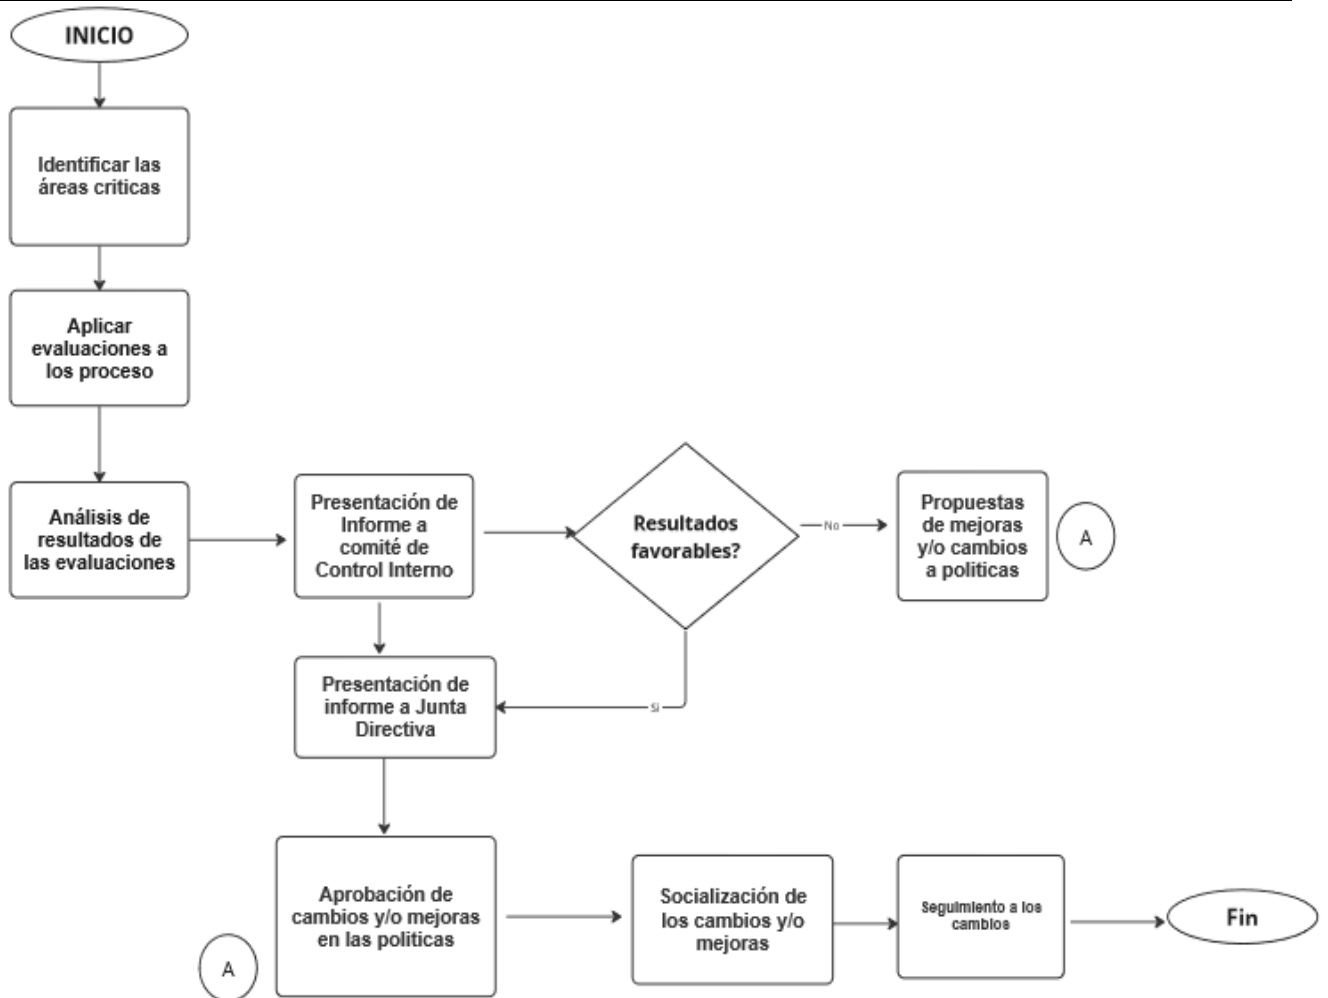 INICIO
Identificar las
áreas criticas
Aplicar
evaluaciones a
los proceso
Análisis de
resultados de
las evaluaciones
Presentación de
Informe a
comité de
Control Interno
Resultados
favorables?
No
Propuestas
de mejoras
y/o cambios
a politicas
A
Presentación de
informe a Junta
Directiva
Si
Aprobación de
cambios y/o mejoras
en las politicas
A
Socialización de
los cambios y/o
mejoras
Seguimiento a los
cambios
Fin